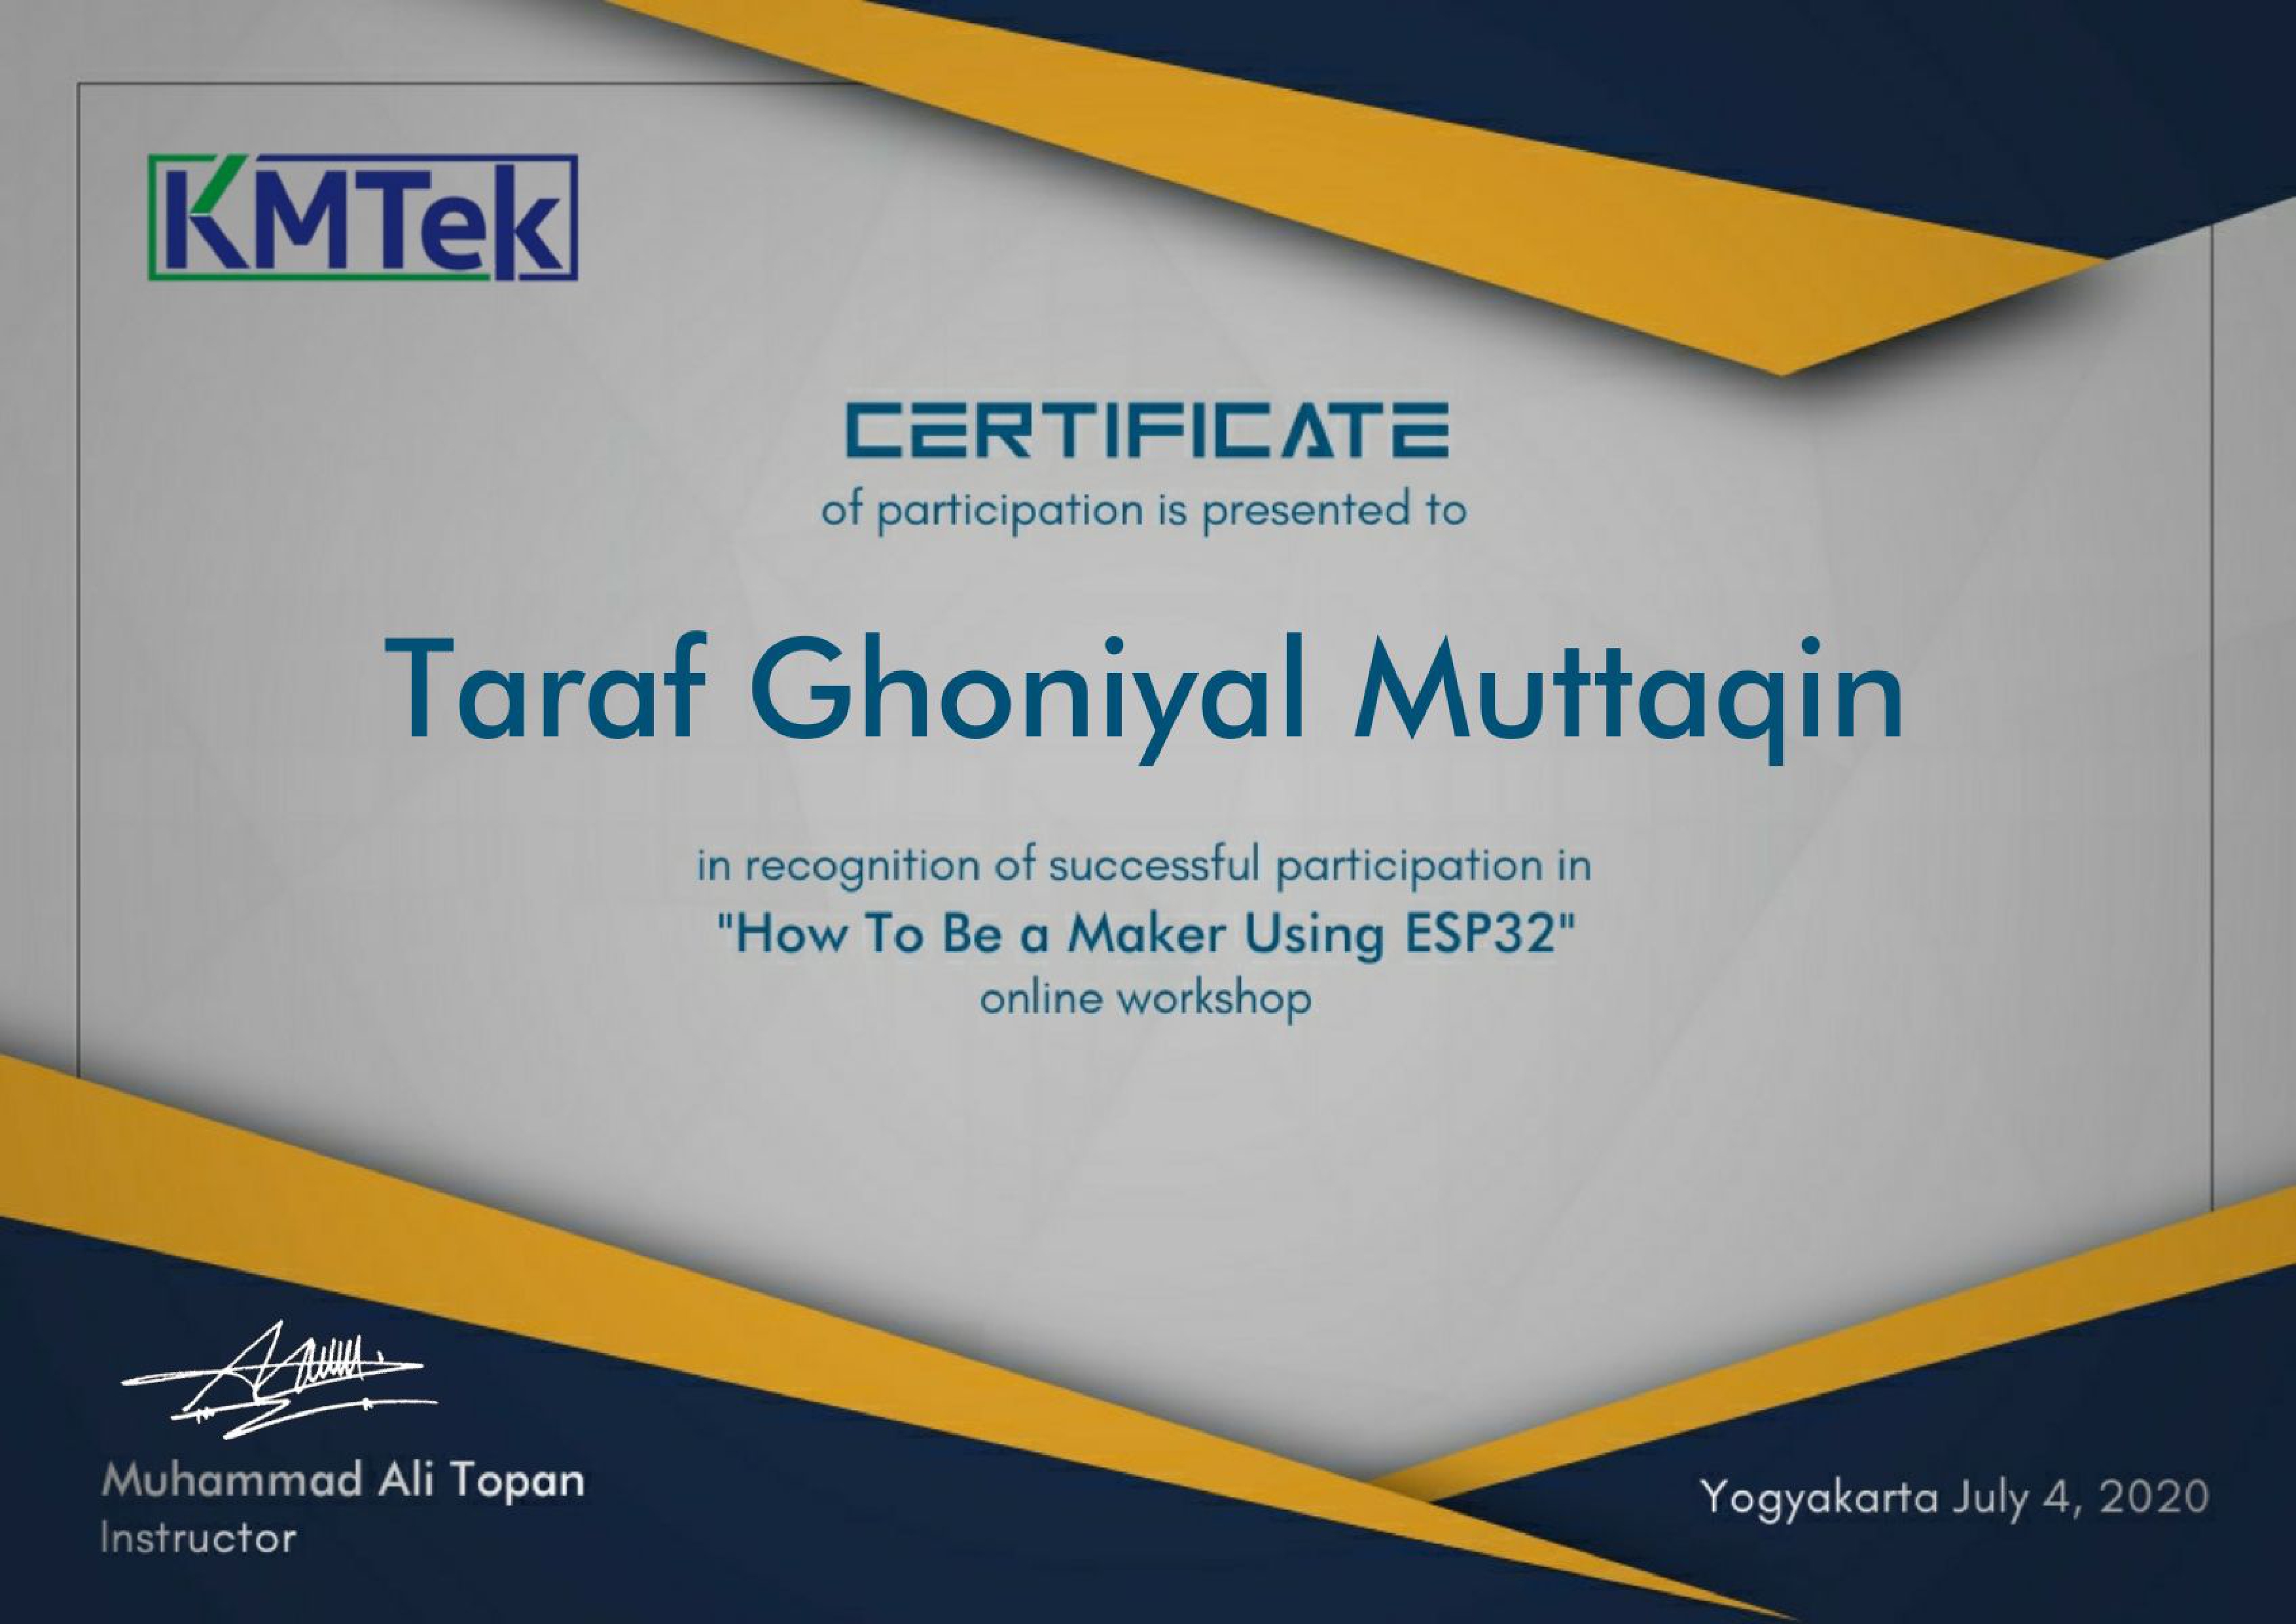 KMTek
CERTIFICATE
of participation is presented to
Taraf Ghoniyal Muttaqin
in recognition of successful participation in
"How To Be a Maker Using ESP32"
online workshop
Muhammad Ali Topan
Instructor
Yogyakarta July 4, 2020